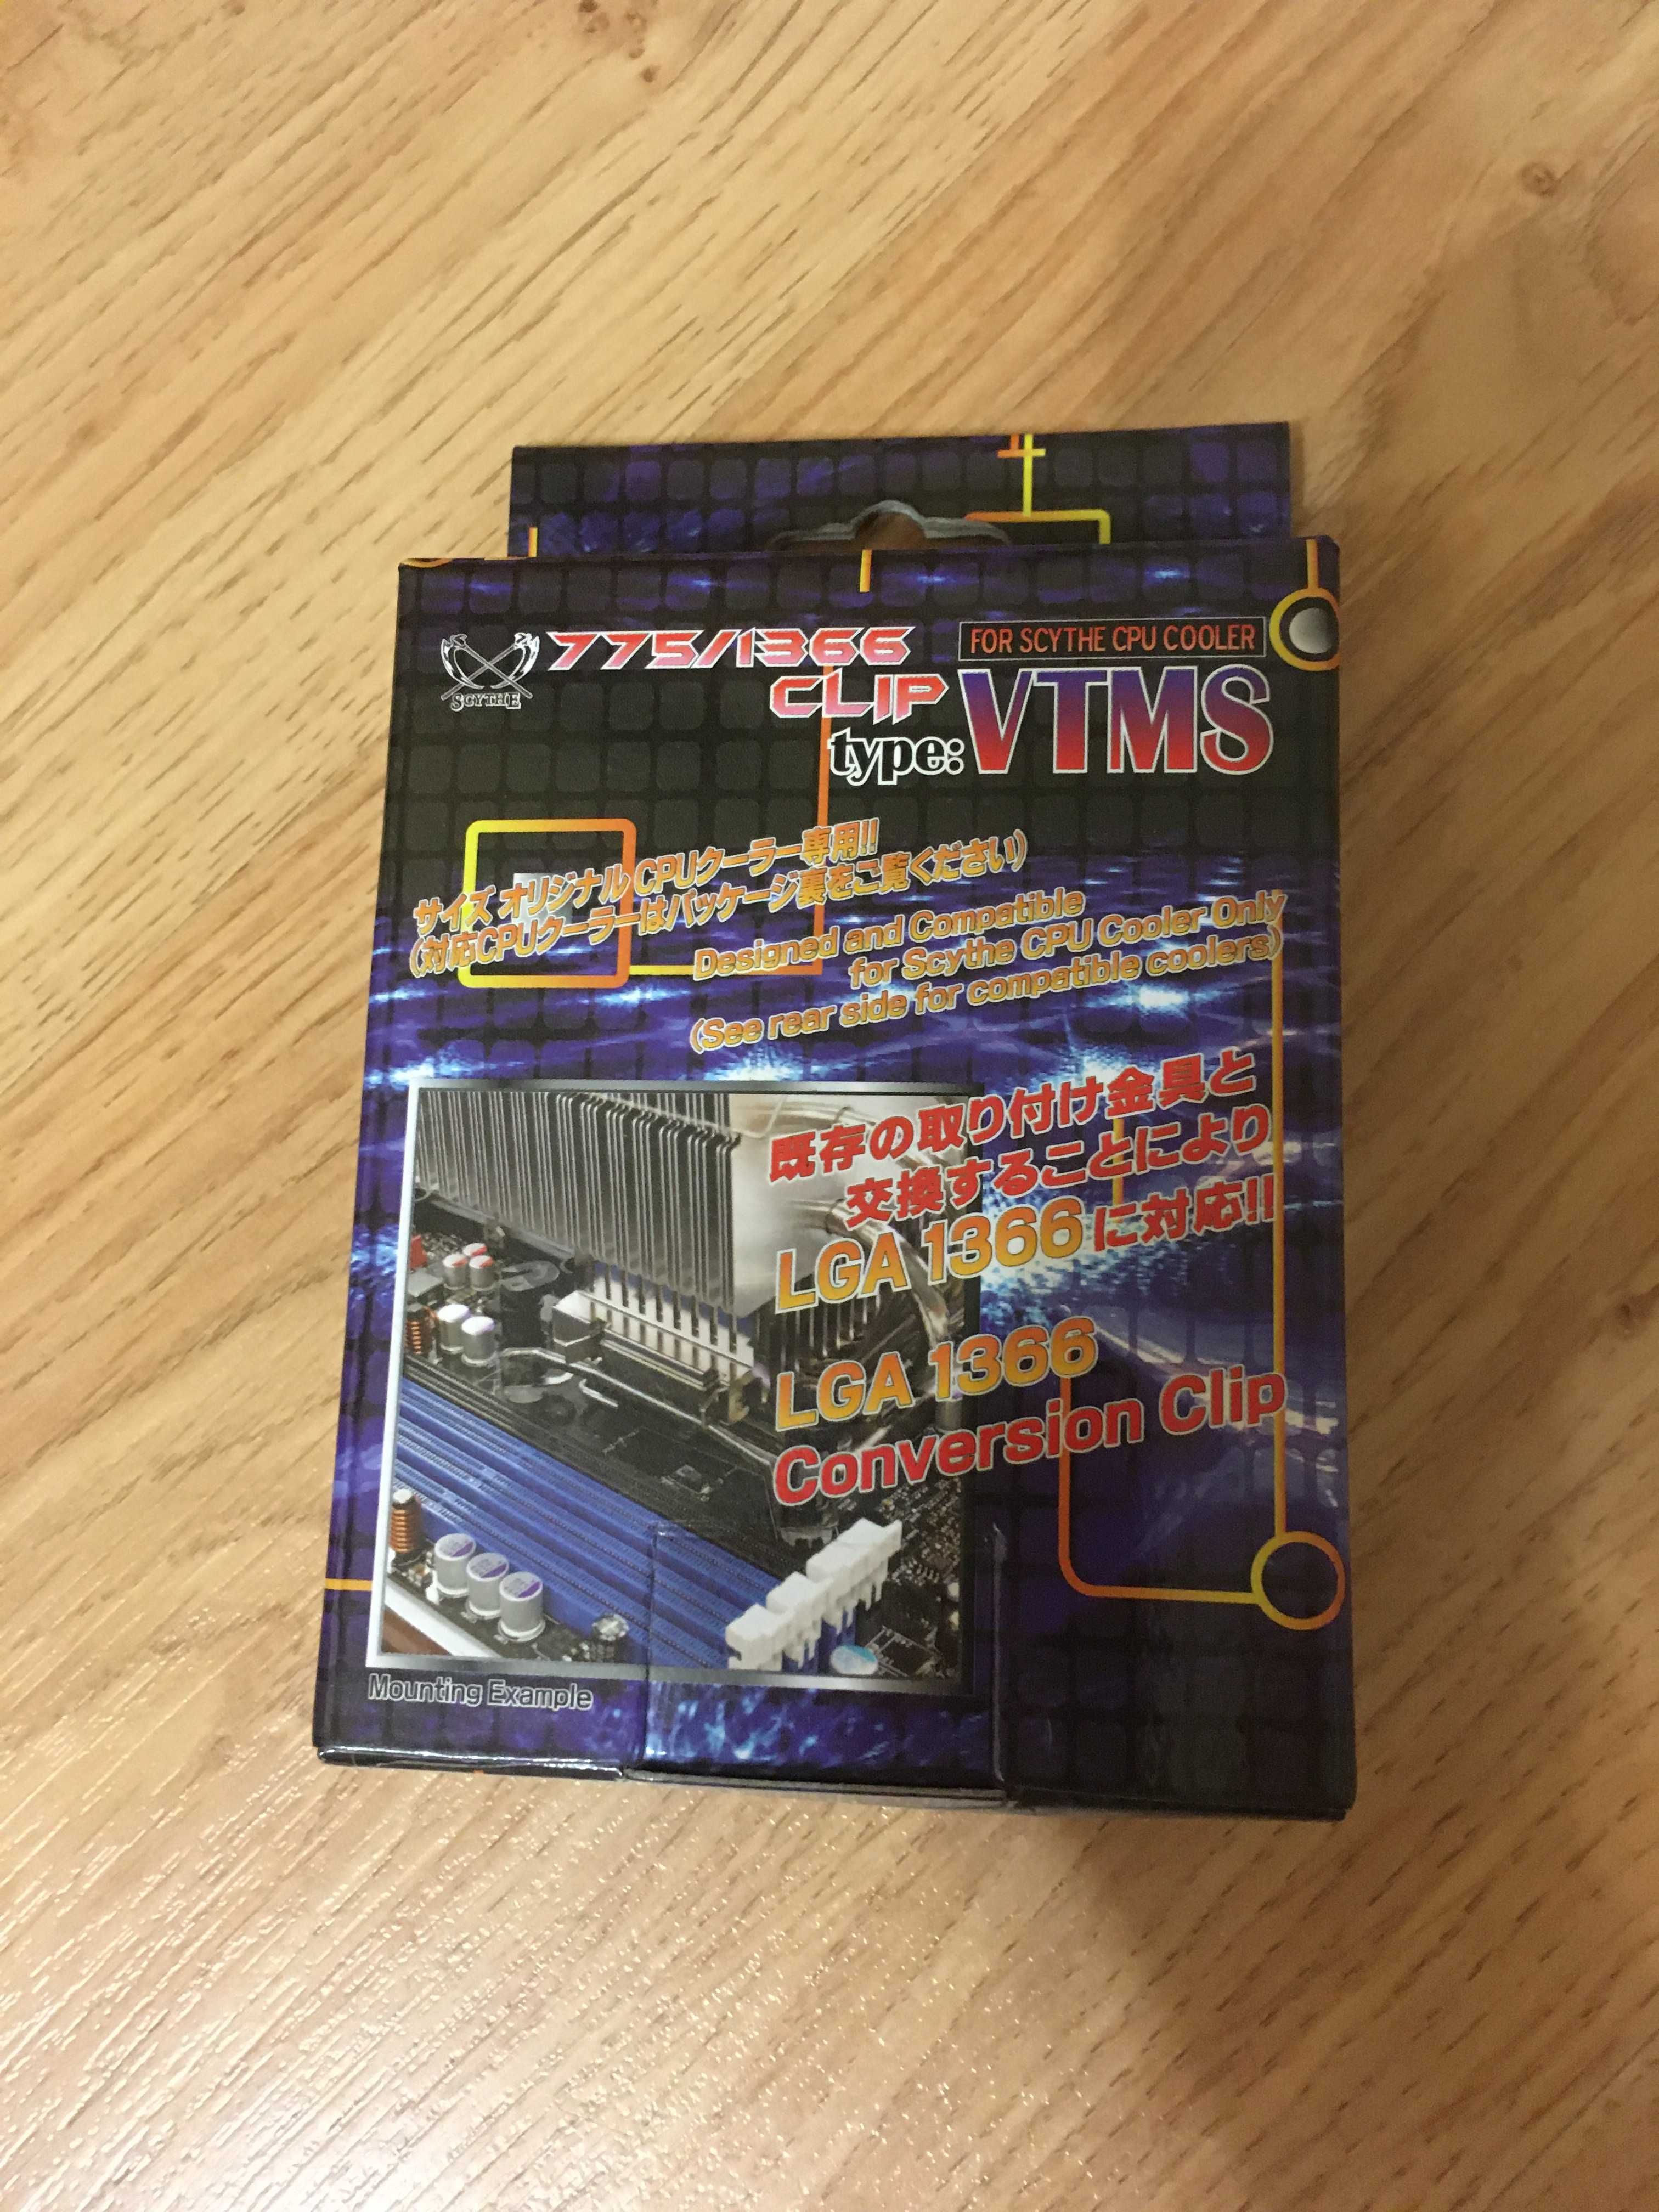 SCYTHE
775/1366
CLIP
FOR SCYTHE CPU COOLER
type: VTMS
サイズ オリジナルCPUクーラー専用!!
(対応CPUクーラーはパッケージ裏をご覧ください)
Designed and Compatible
for Scythe CPU Cooler Only
(See rear side for compatible coolers)
既存の取り付け金具と
交換することにより
LGA 1366に対応!!
LGA 1366
Conversion Clip
Mounting Example